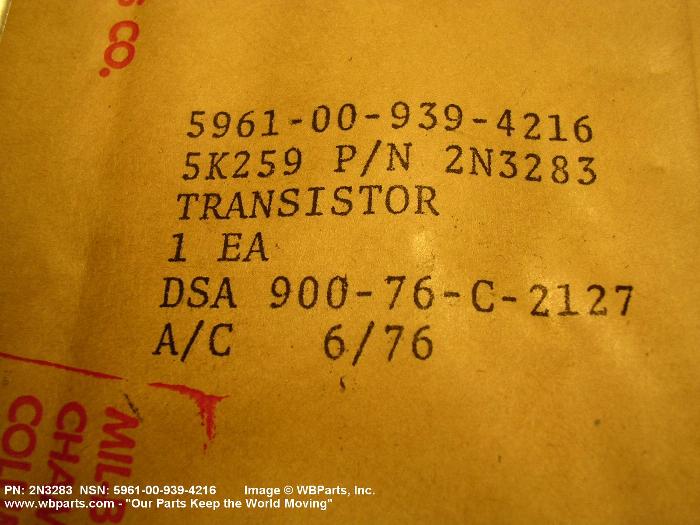 CO.
5961-00-939-4216
5K259 P/N 2N3283
TRANSISTOR
1 EA
DSA 900-76-C-2127
A/C 6/76
PN: 2N3283 NSN: 5961-00-939-4216 Image © WBParts, Inc.
www.wbparts.com - "Our Parts Keep the World Moving"